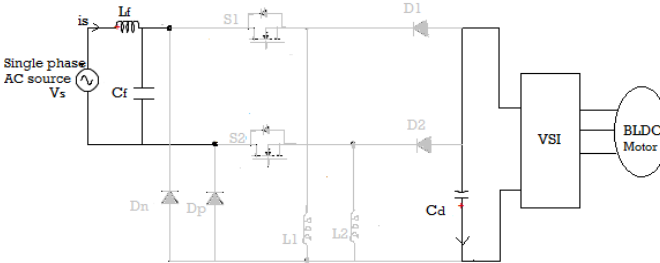 is
Lf
S1
D1
Single phase
AC source
Vs
Cf
S2
D2
VSI
BLDC
Motor
Dn
Dp
L1
L2
Cd